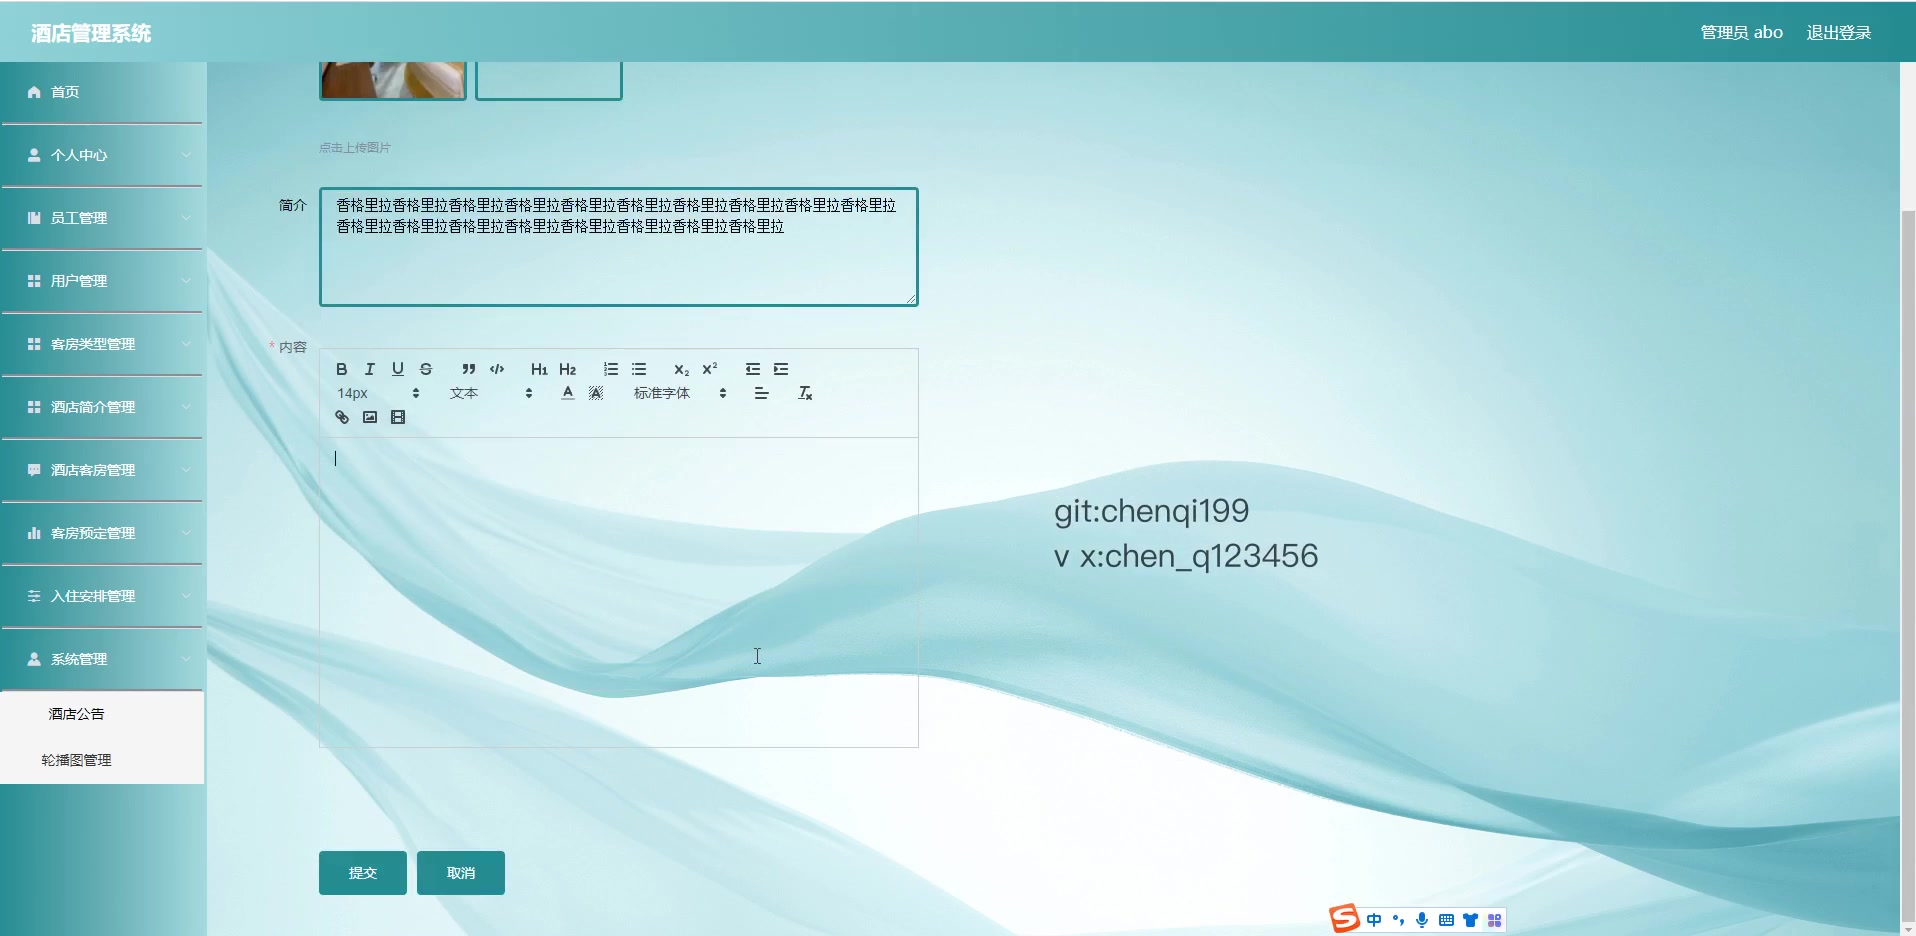 酒店管理系统
管理员 abo
退出登录
首页
个人中心
员工管理
用户管理
客房类型管理
酒店简介管理
酒店客房管理
客房预定管理
入住安排管理
系统管理
酒店公告
轮播图管理
点击上传图片
简介
香格里拉香格里拉香格里拉香格里拉香格里拉香格里拉香格里拉香格里拉香格里拉香格里拉
香格里拉香格里拉香格里拉香格里拉香格里拉香格里拉香格里拉香格里拉
* 内容
B I U S H1 H2 X2 X2
14px 文本 A A 标准字体 Tx
git:chenqi199
v x:chen_q123456
提交
取消
S 中